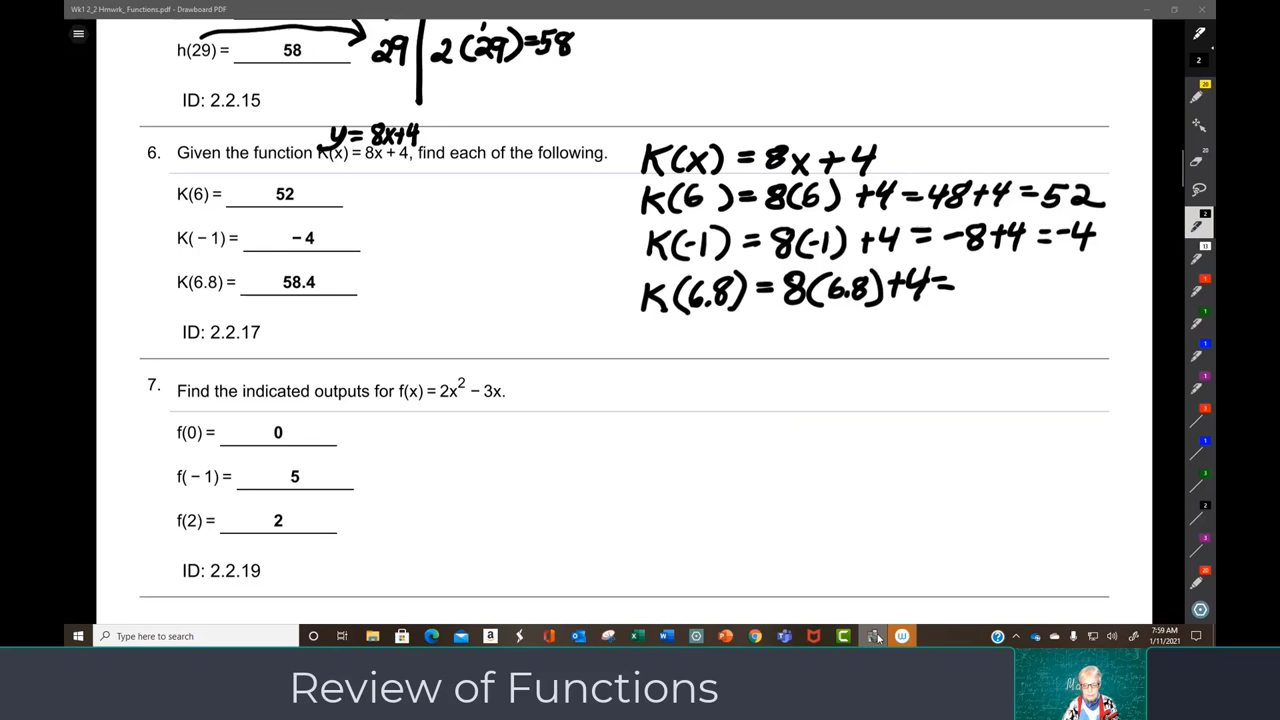 Wk1 2_2 Hmwrk_ Functions.pdf - Drawboard PDF
h(29) = 58
29 | 2(29)=58
ID: 2.2.15
y = 8x+4
6. Given the function K(x) = 8x + 4, find each of the following.
K(x) = 8x + 4
K(6) = 52
K(6) = 8(6) +4 = 48+4 = 52
K( − 1) = − 4
K(-1) = 8(-1) +4 = -8+4 = -4
K(6.8) = 58.4
K(6.8) = 8(6.8)+4=
ID: 2.2.17
7. Find the indicated outputs for f(x) = 2x² − 3x.
f(0) = 0
f( − 1) = 5
f(2) = 2
ID: 2.2.19
Type here to search
7:59 AM
1/11/2021
Review of Functions